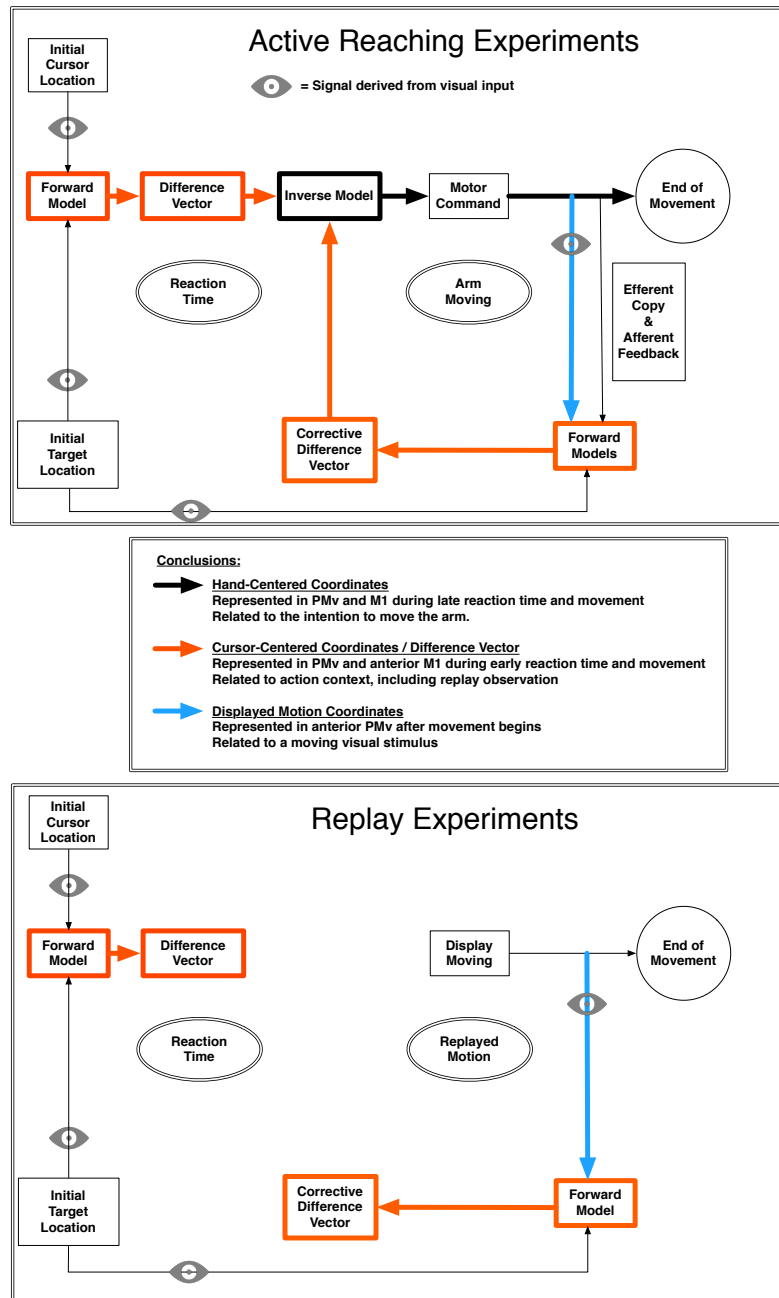 Active Reaching Experiments
Initial
Cursor
Location
= Signal derived from visual input
Forward
Model
Difference
Vector
Inverse Model
Motor
Command
End of
Movement
Reaction
Time
Arm
Moving
Efferent
Copy
&
Afferent
Feedback
Initial
Target
Location
Corrective
Difference
Vector
Forward
Models
Conclusions:
Hand-Centered Coordinates
Represented in PMv and M1 during late reaction time and movement
Related to the intention to move the arm.
Cursor-Centered Coordinates / Difference Vector
Represented in PMv and anterior M1 during early reaction time and movement
Related to action context, including replay observation
Displayed Motion Coordinates
Represented in anterior PMv after movement begins
Related to a moving visual stimulus
Replay Experiments
Initial
Cursor
Location
Forward
Model
Difference
Vector
Display
Moving
End of
Movement
Reaction
Time
Replayed
Motion
Initial
Target
Location
Corrective
Difference
Vector
Forward
Model